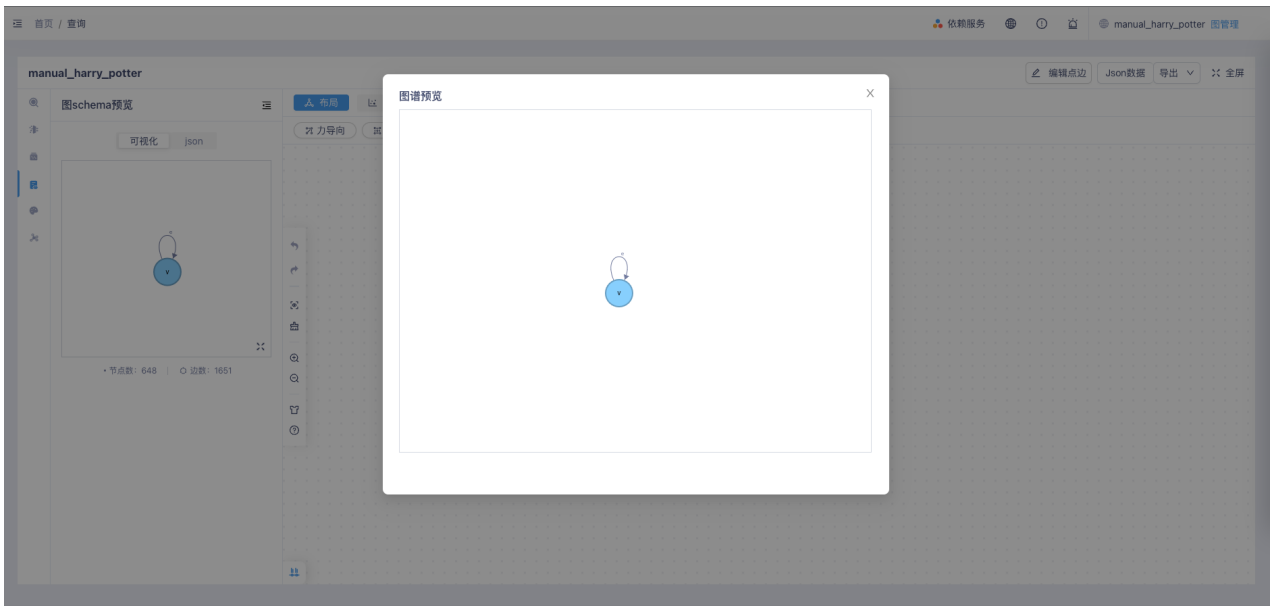 首页 / 查询
依赖服务
manual_harry_potter 图管理
manual_harry_potter
编辑点边
Json数据
导出
全屏
图schema预览
布局
图谱预览
X
可视化
json
力导向
v
v
节点数: 648
边数: 1651